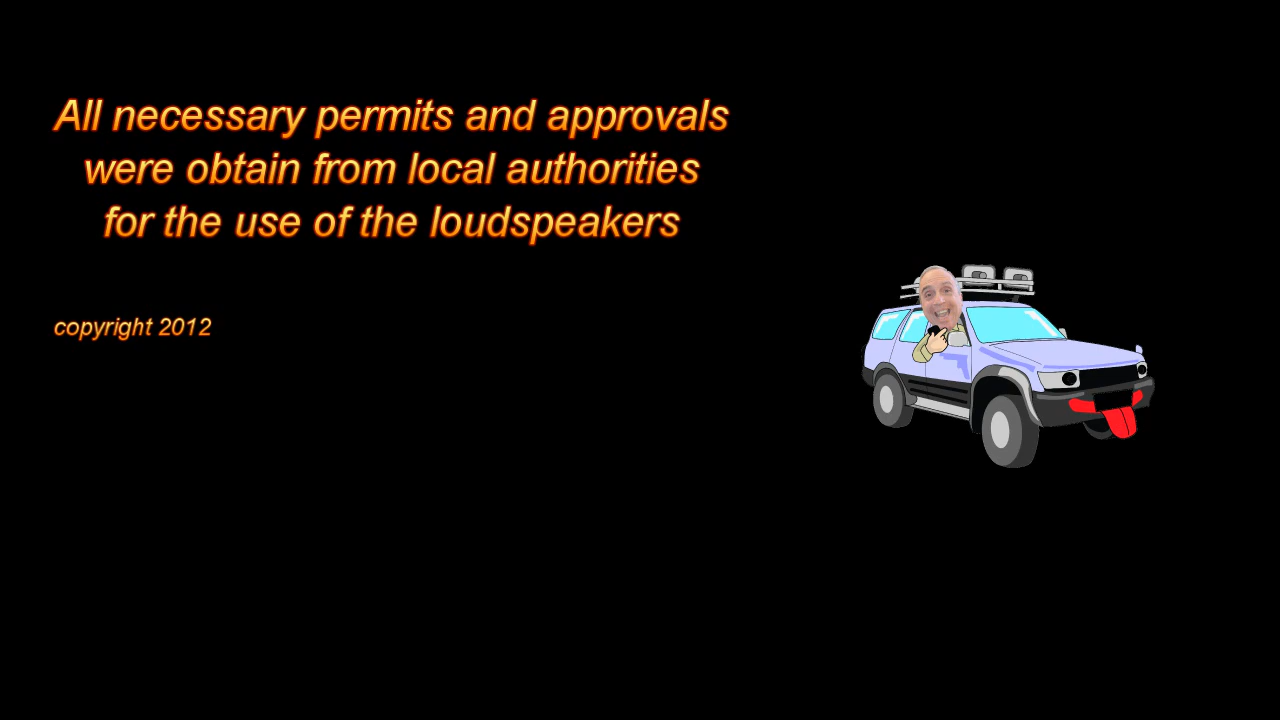 All necessary permits and approvals
were obtain from local authorities
for the use of the loudspeakers
copyright 2012